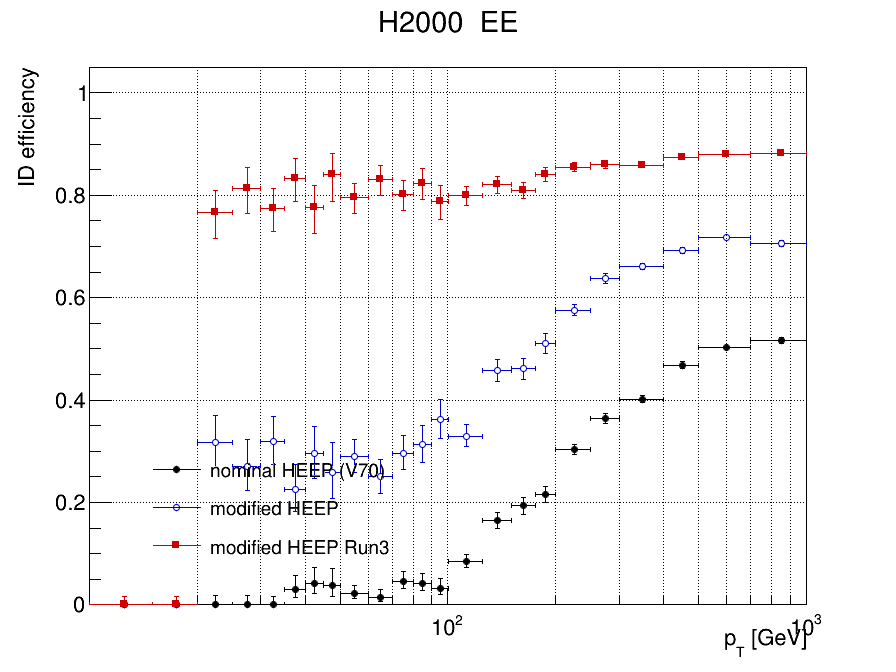 H2000 EE
ID efficiency
1
0.8
0.6
0.4
0.2
0
nominal HEEP (V70)
modified HEEP
modified HEEP Run3
10²
10³
p_T [GeV]